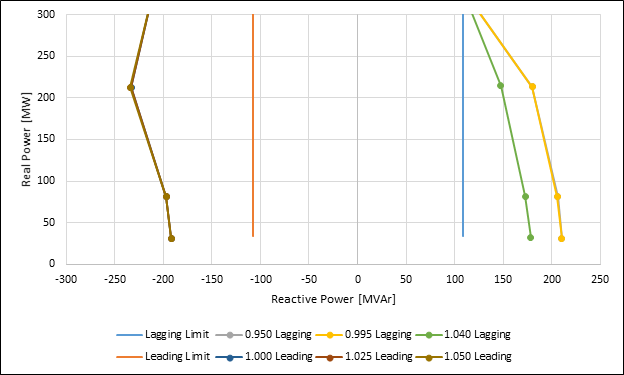 300
200
150
100
50
0
Real Power [MW]
-300 -250 -200 -150 -100 -50 0 50 100 150 200 250
Reactive Power [MVAr]
Lagging Limit 0.950 Lagging 0.995 Lagging 1.040 Lagging
Leading Limit 1.000 Leading 1.025 Leading 1.050 Leading